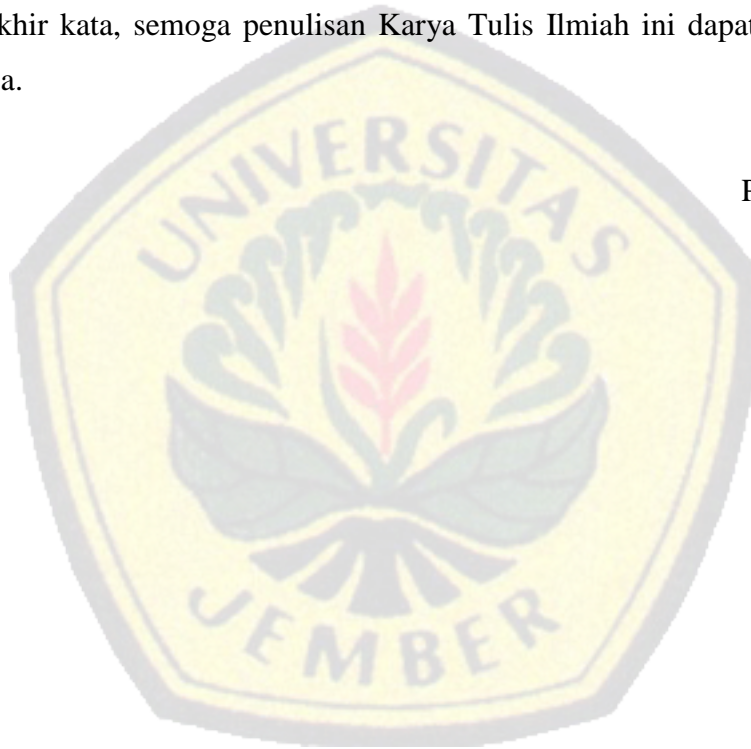 khir kata, semoga penulisan Karya Tulis Ilmiah ini dapat
a.
UNIVERSITAS
JEMBER